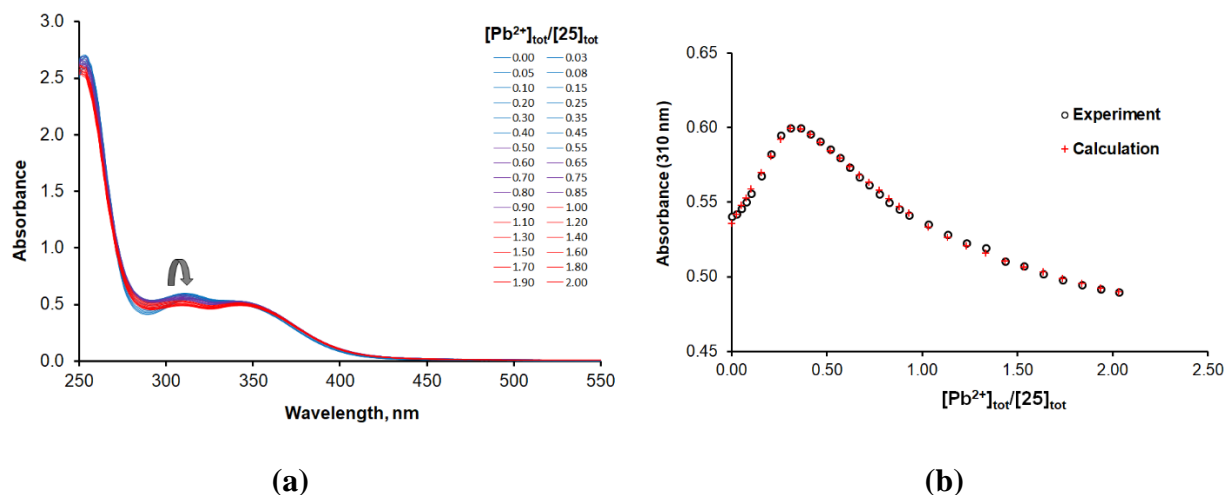 3.0
2.5
2.0
1.5
1.0
0.5
0.0
Absorbance
250 300 350 400 450 500 550
Wavelength, nm
[Pb²⁺]tot/[25]tot
0.00 0.03
0.05 0.08
0.10 0.15
0.20 0.25
0.30 0.35
0.40 0.45
0.50 0.55
0.60 0.65
0.70 0.75
0.80 0.85
0.90 1.00
1.10 1.20
1.30 1.40
1.50 1.60
1.70 1.80
1.90 2.00
(a)
0.65
0.60
0.55
0.50
0.45
Absorbance (310 nm)
Experiment
Calculation
0.00 0.50 1.00 1.50 2.00 2.50
[Pb²⁺]tot/[25]tot
(b)